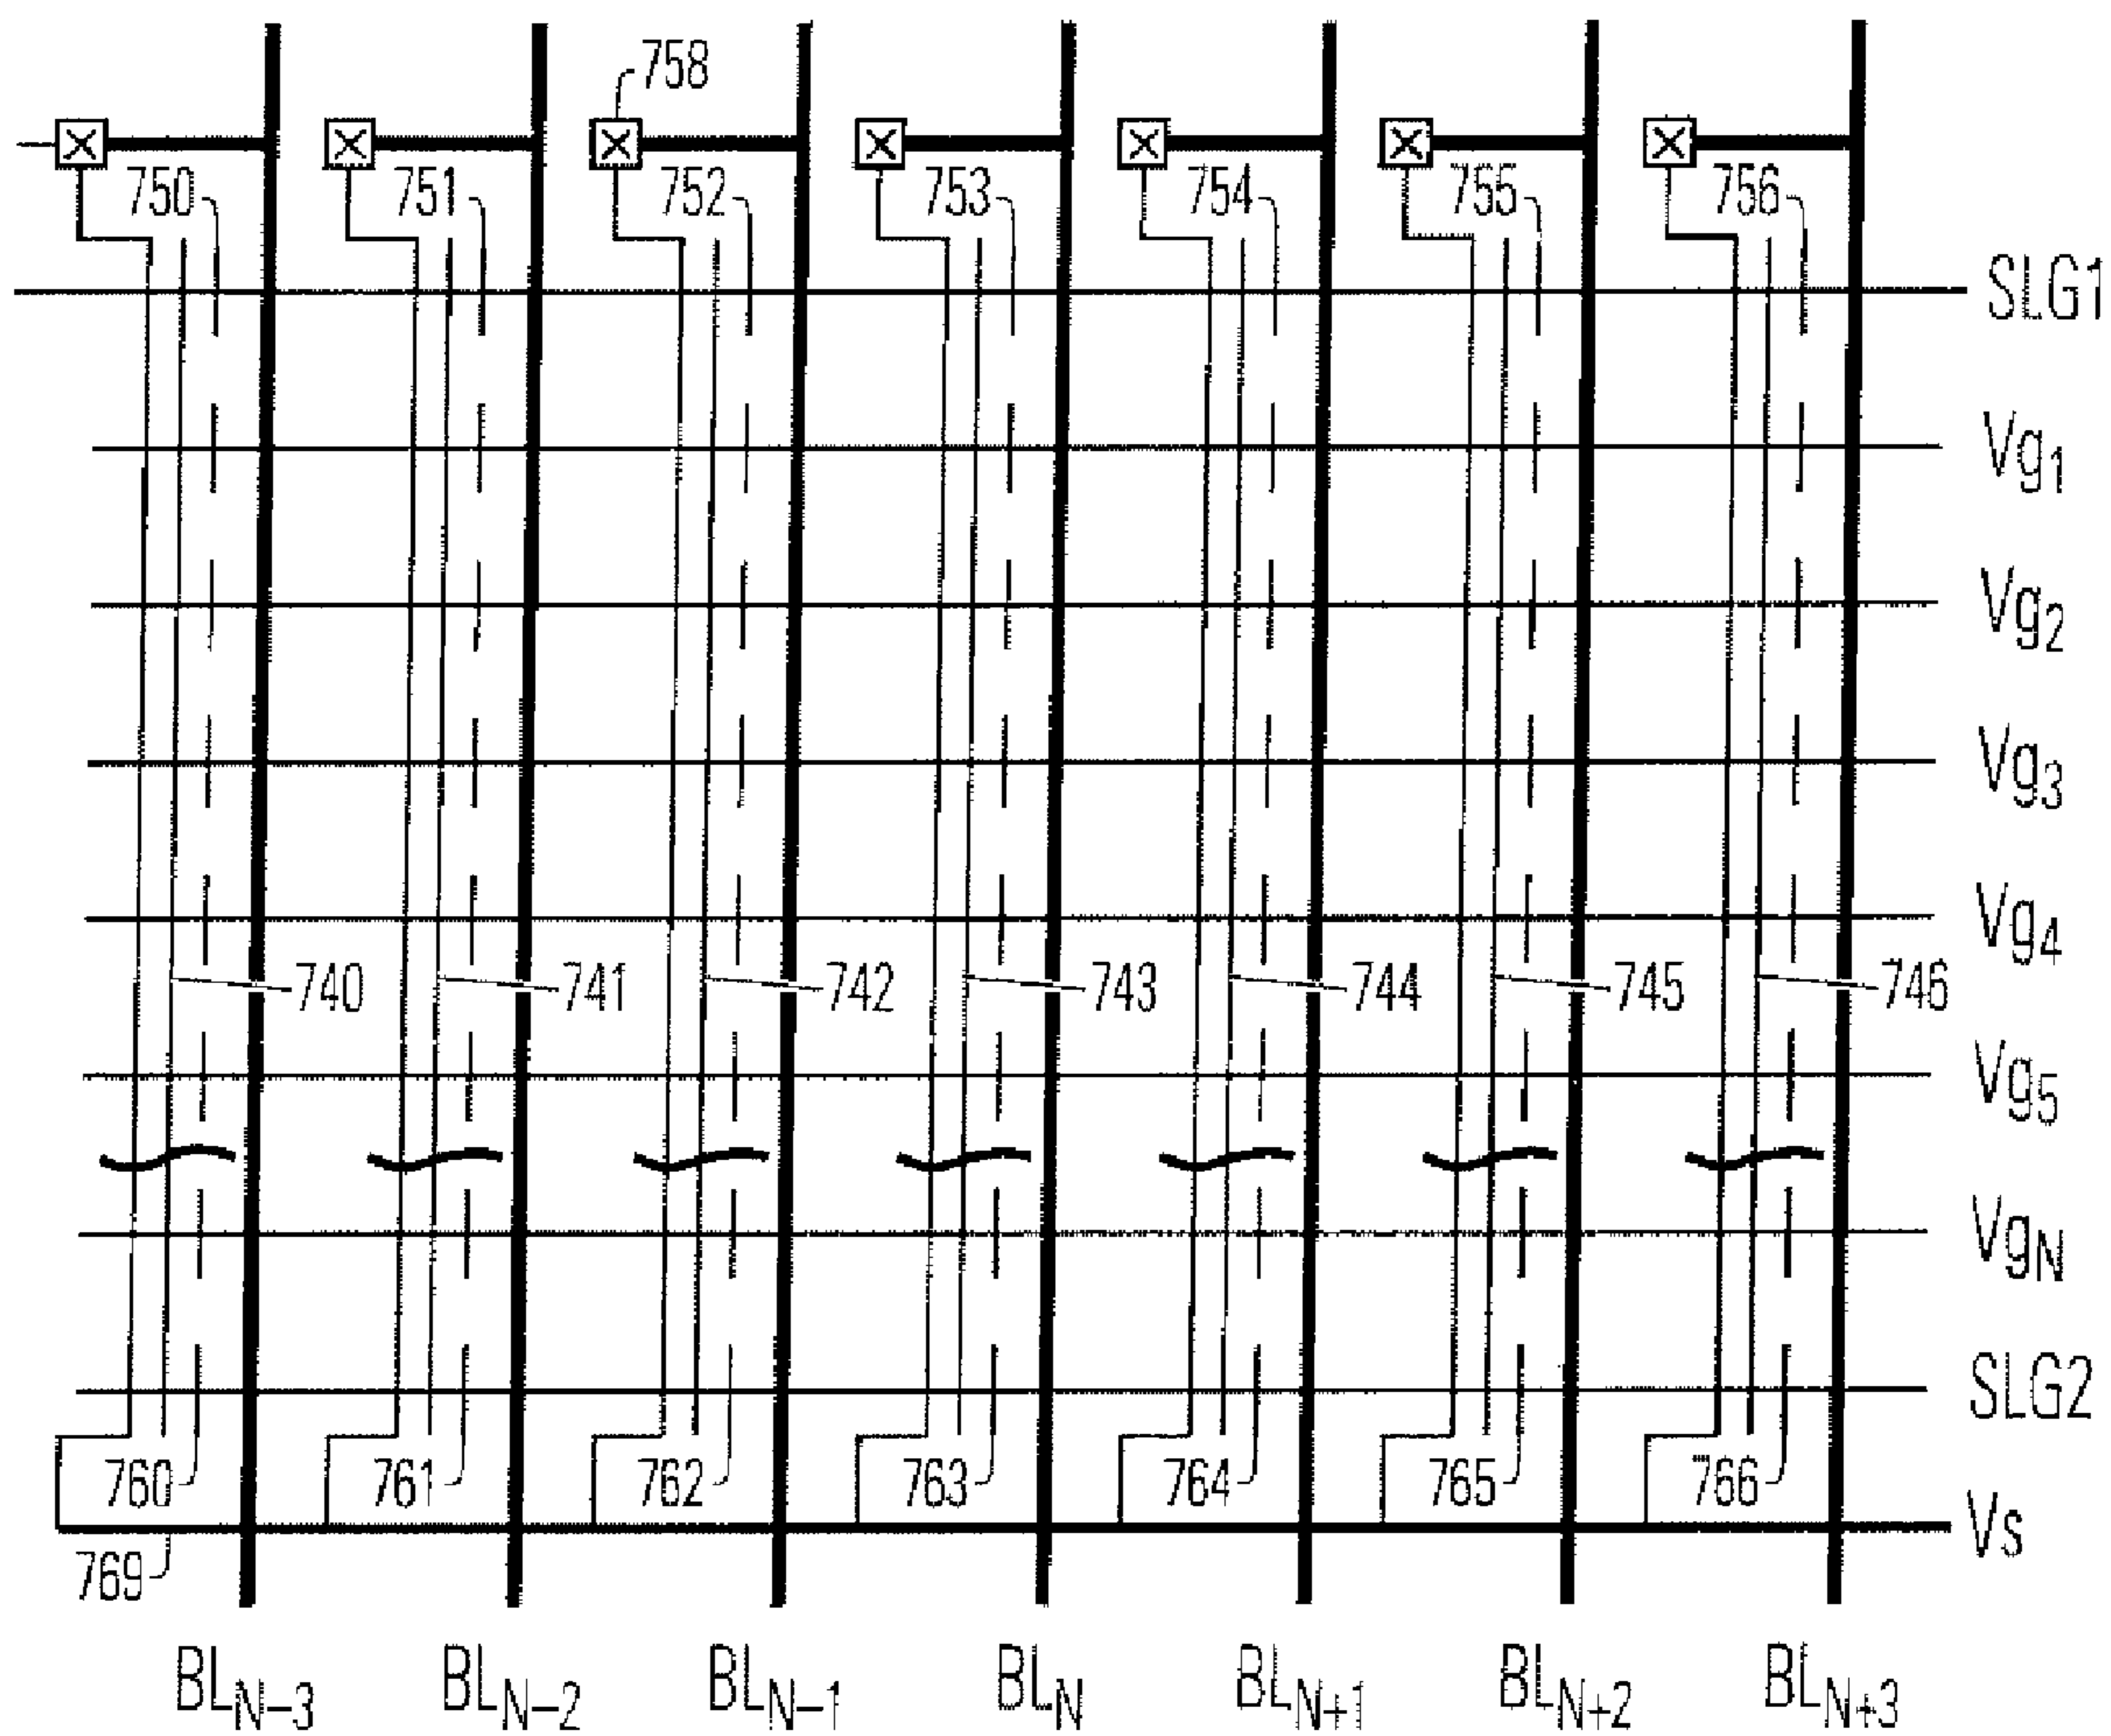 758
750 751 752 753 754 755 756
SLG1
Vg1
Vg2
Vg3
Vg4
740 741 742 743 744 745 746
Vg5
VgN
SLG2
760 761 762 763 764 765 766
Vs
769
BLN−3 BLN−2 BLN−1 BLN BLN+1 BLN+2 BLN+3